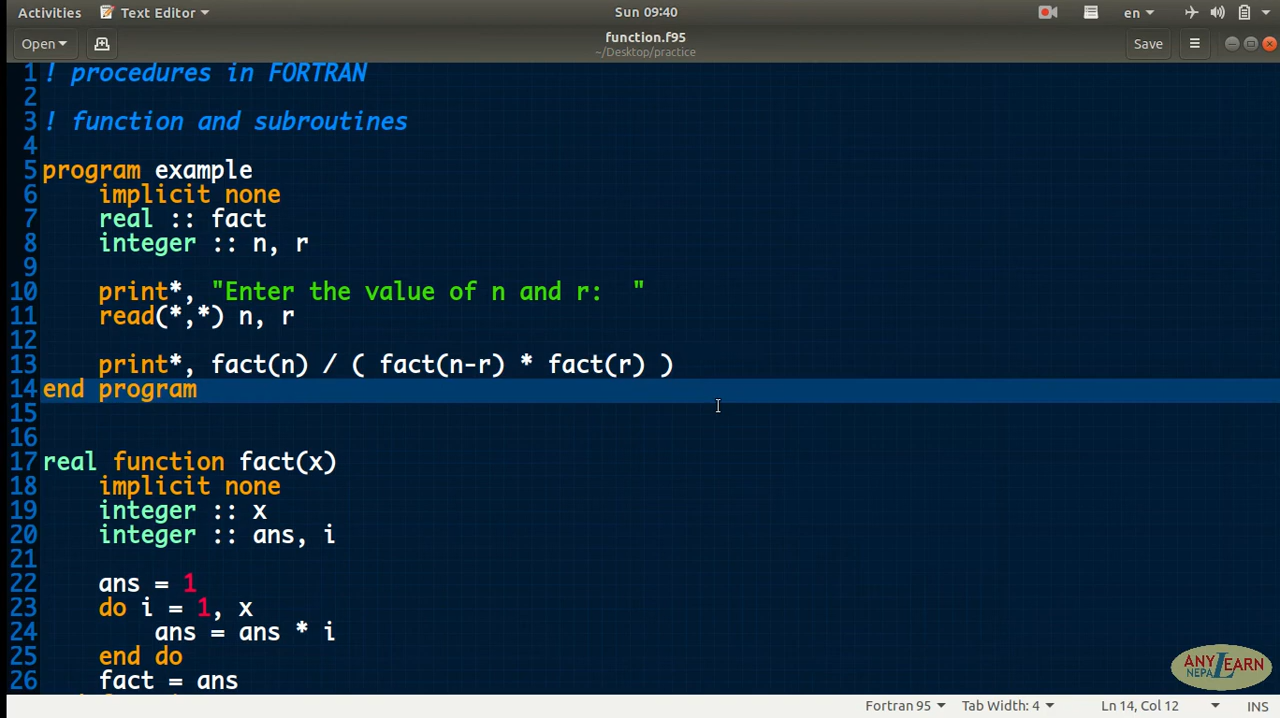 Activities Text Editor Sun 09:40 en
Open function.f95 Save
~/Desktop/practice
1 ! procedures in FORTRAN
2
3 ! function and subroutines
4
5 program example
6     implicit none
7     real :: fact
8     integer :: n, r
9
10     print*, "Enter the value of n and r:  "
11     read(*,*) n, r
12
13     print*, fact(n) / ( fact(n-r) * fact(r) )
14 end program
15
16
17 real function fact(x)
18     implicit none
19     integer :: x
20     integer :: ans, i
21
22     ans = 1
23     do i = 1, x
24         ans = ans * i
25     end do
26     fact = ans
ANY LEARN
NEPAL
Fortran 95 Tab Width: 4 Ln 14, Col 12 INS